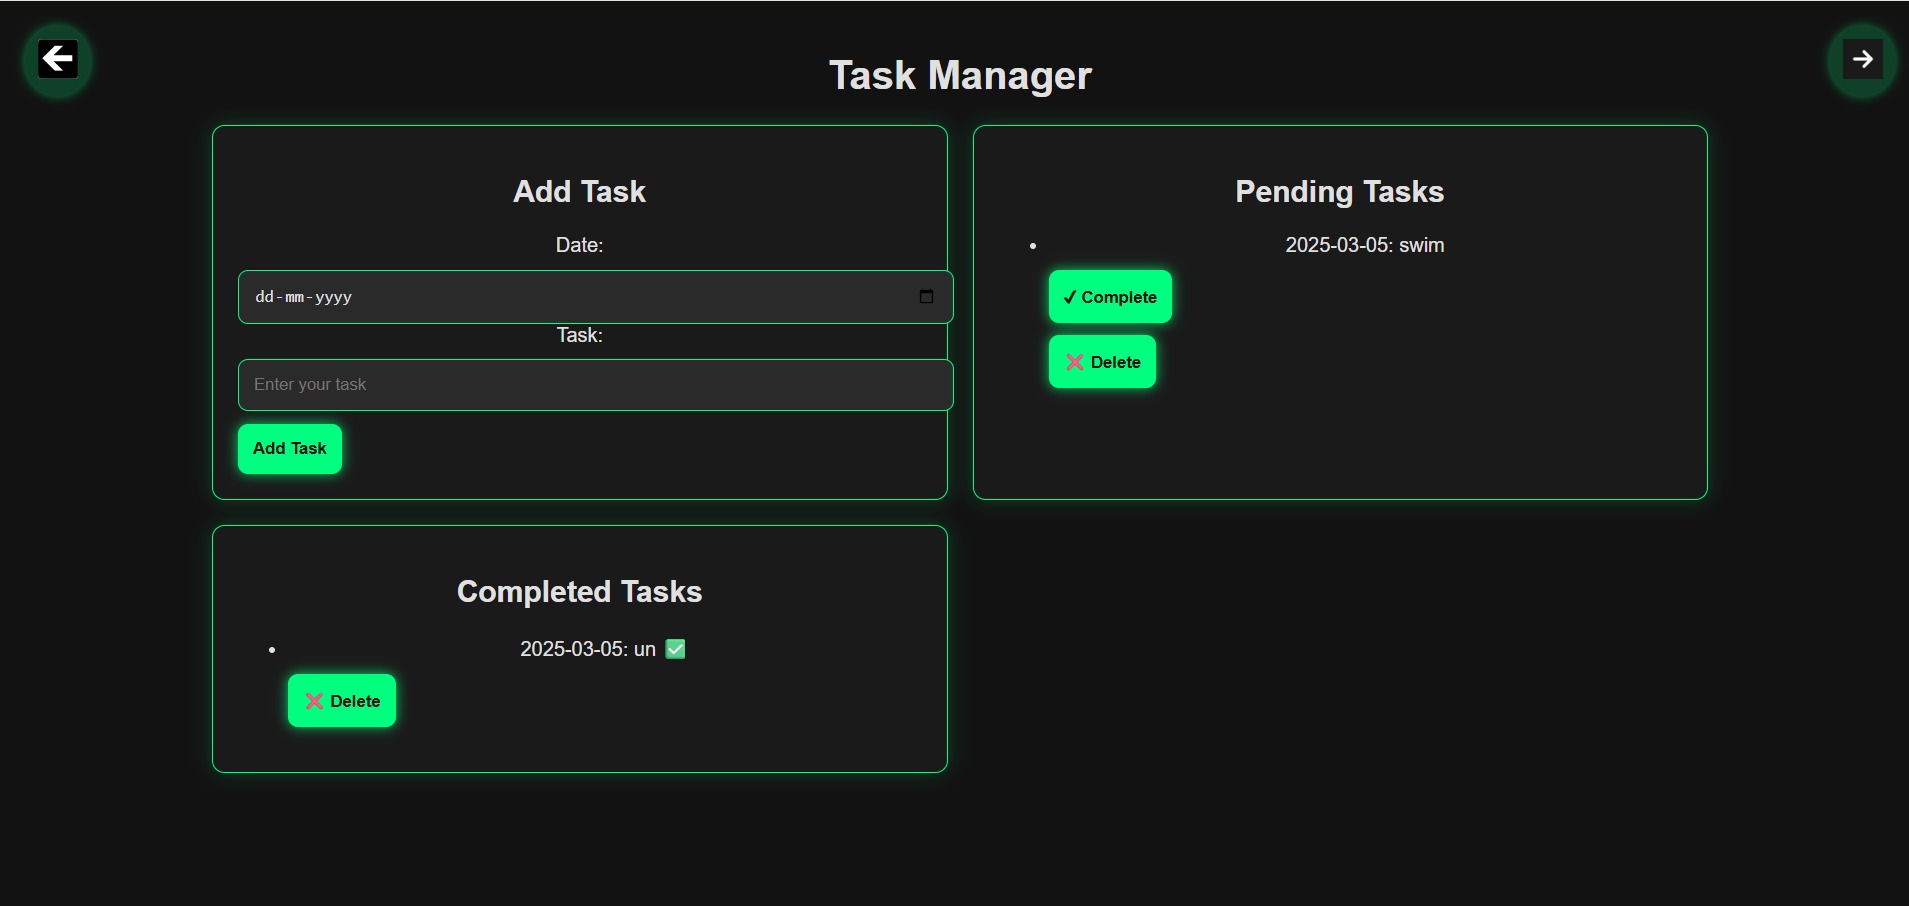 Task Manager
Add Task
Date:
dd-mm-yyyy
Task:
Enter your task
Add Task
Pending Tasks
2025-03-05: swim
✔ Complete
❌ Delete
Completed Tasks
2025-03-05: un ✅
❌ Delete